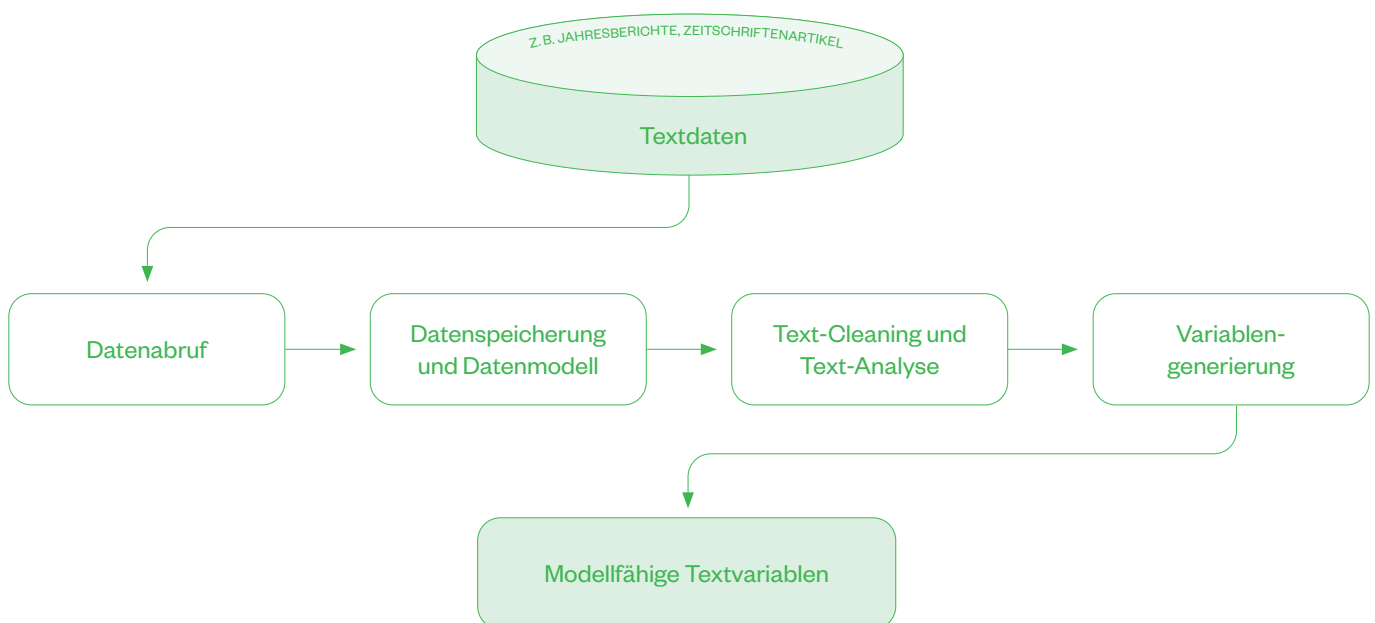 Z. B. JAHRESBERICHTE, ZEITSCHRIFTENARTIKEL
Textdaten
Datenabruf
Datenspeicherung
und Datenmodell
Text-Cleaning und
Text-Analyse
Variablen-
generierung
Modellfähige Textvariablen